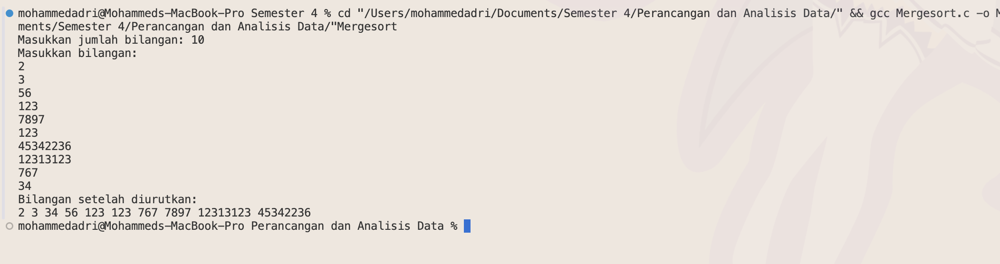 mohammedadri@Mohammeds-MacBook-Pro Semester 4 % cd "/Users/mohammedadri/Documents/Semester 4/Perancangan dan Analisis Data/" && gcc Mergesort.c -o
ments/Semester 4/Perancangan dan Analisis Data/"Mergesort
Masukkan jumlah bilangan: 10
Masukkan bilangan:
2
3
56
123
7897
123
45342236
12313123
767
34
Bilangan setelah diurutkan:
2 3 34 56 123 123 767 7897 12313123 45342236
mohammedadri@Mohammeds-MacBook-Pro Perancangan dan Analisis Data %